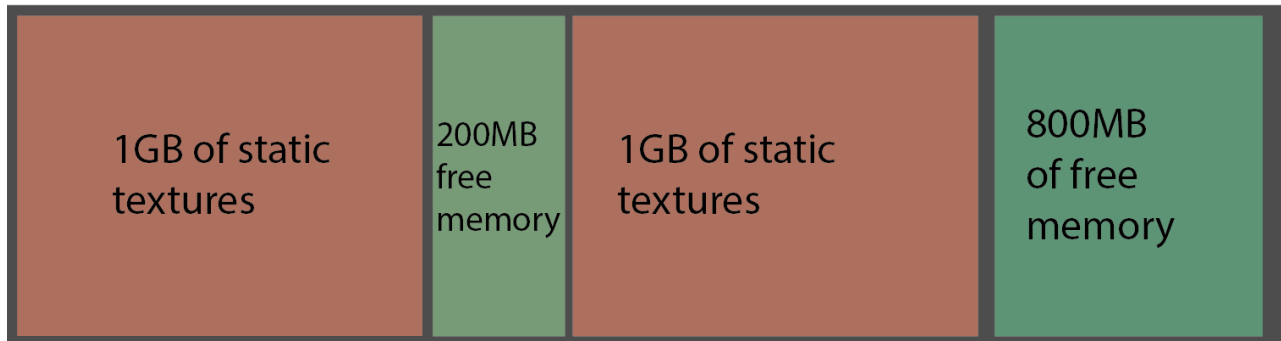 1GB of static
textures
200MB
free
memory
1GB of static
textures
800MB
of free
memory